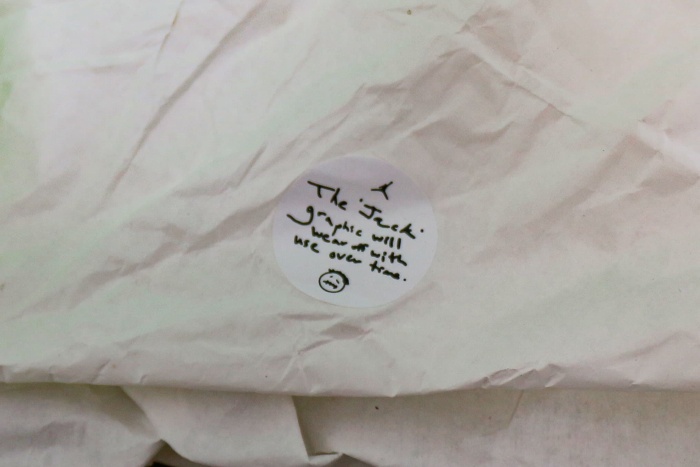 The 'Jack'
graphic will
wear off with
use over time.